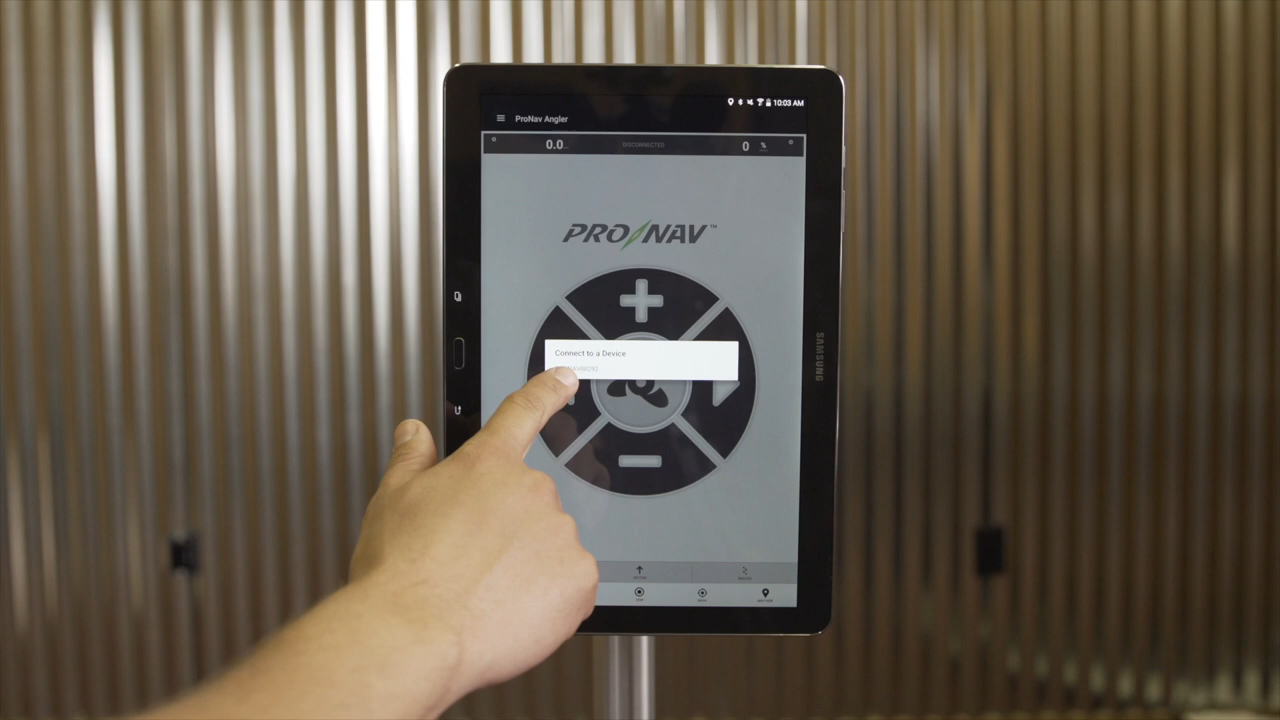 10:03 AM
ProNav Angler
0.0
DISCONNECTED
0 %
PRO NAV™
Connect to a Device
SAMSUNG